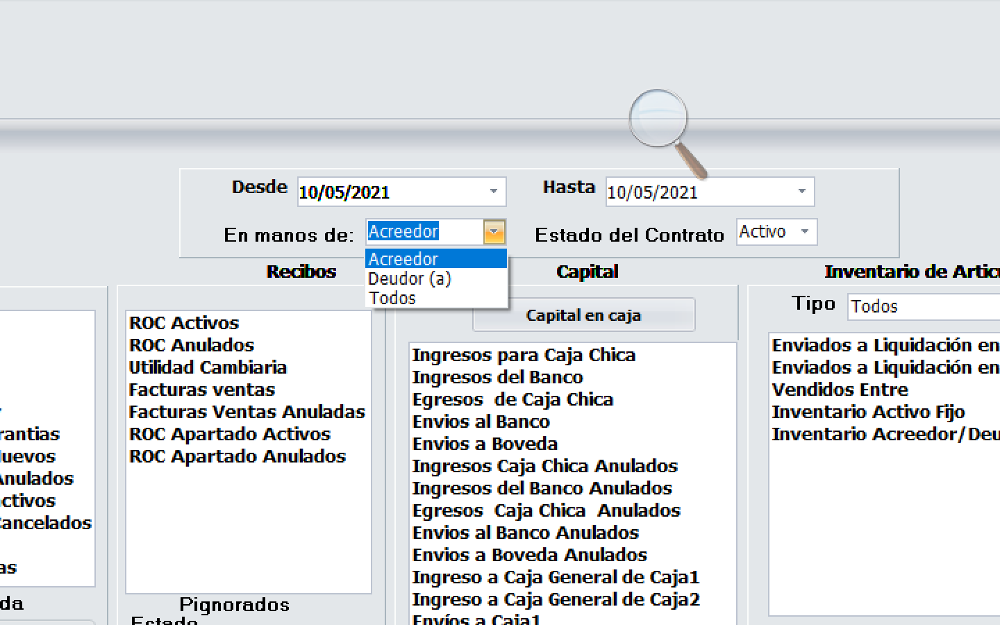 Desde 10/05/2021 Hasta 10/05/2021
En manos de: Acreedor Estado del Contrato Activo
Acreedor
Deudor (a)
Todos
Recibos Capital Inventario de
Tipo Todos
Capital en caja
ROC Activos
ROC Anulados
Utilidad Cambiaria
Facturas ventas
Facturas Ventas Anuladas
ROC Apartado Activos
ROC Apartado Anulados
Pignorados
Estado
Ingresos para Caja Chica
Ingresos del Banco
Egresos  de Caja Chica
Envios al Banco
Envios a Boveda
Ingresos Caja Chica Anulados
Ingresos del Banco Anulados
Egresos  Caja Chica  Anulados
Envios al Banco Anulados
Envios a Boveda Anulados
Ingreso a Caja General de Caja1
Ingreso a Caja General de Caja2
Envíos a Caja1
Enviados a Liquidación en
Enviados a Liquidación en
Vendidos Entre
Inventario Activo Fijo
Inventario Acreedor/Deu
rantias
uevos
Anulados
ctivos
Cancelados
as
da